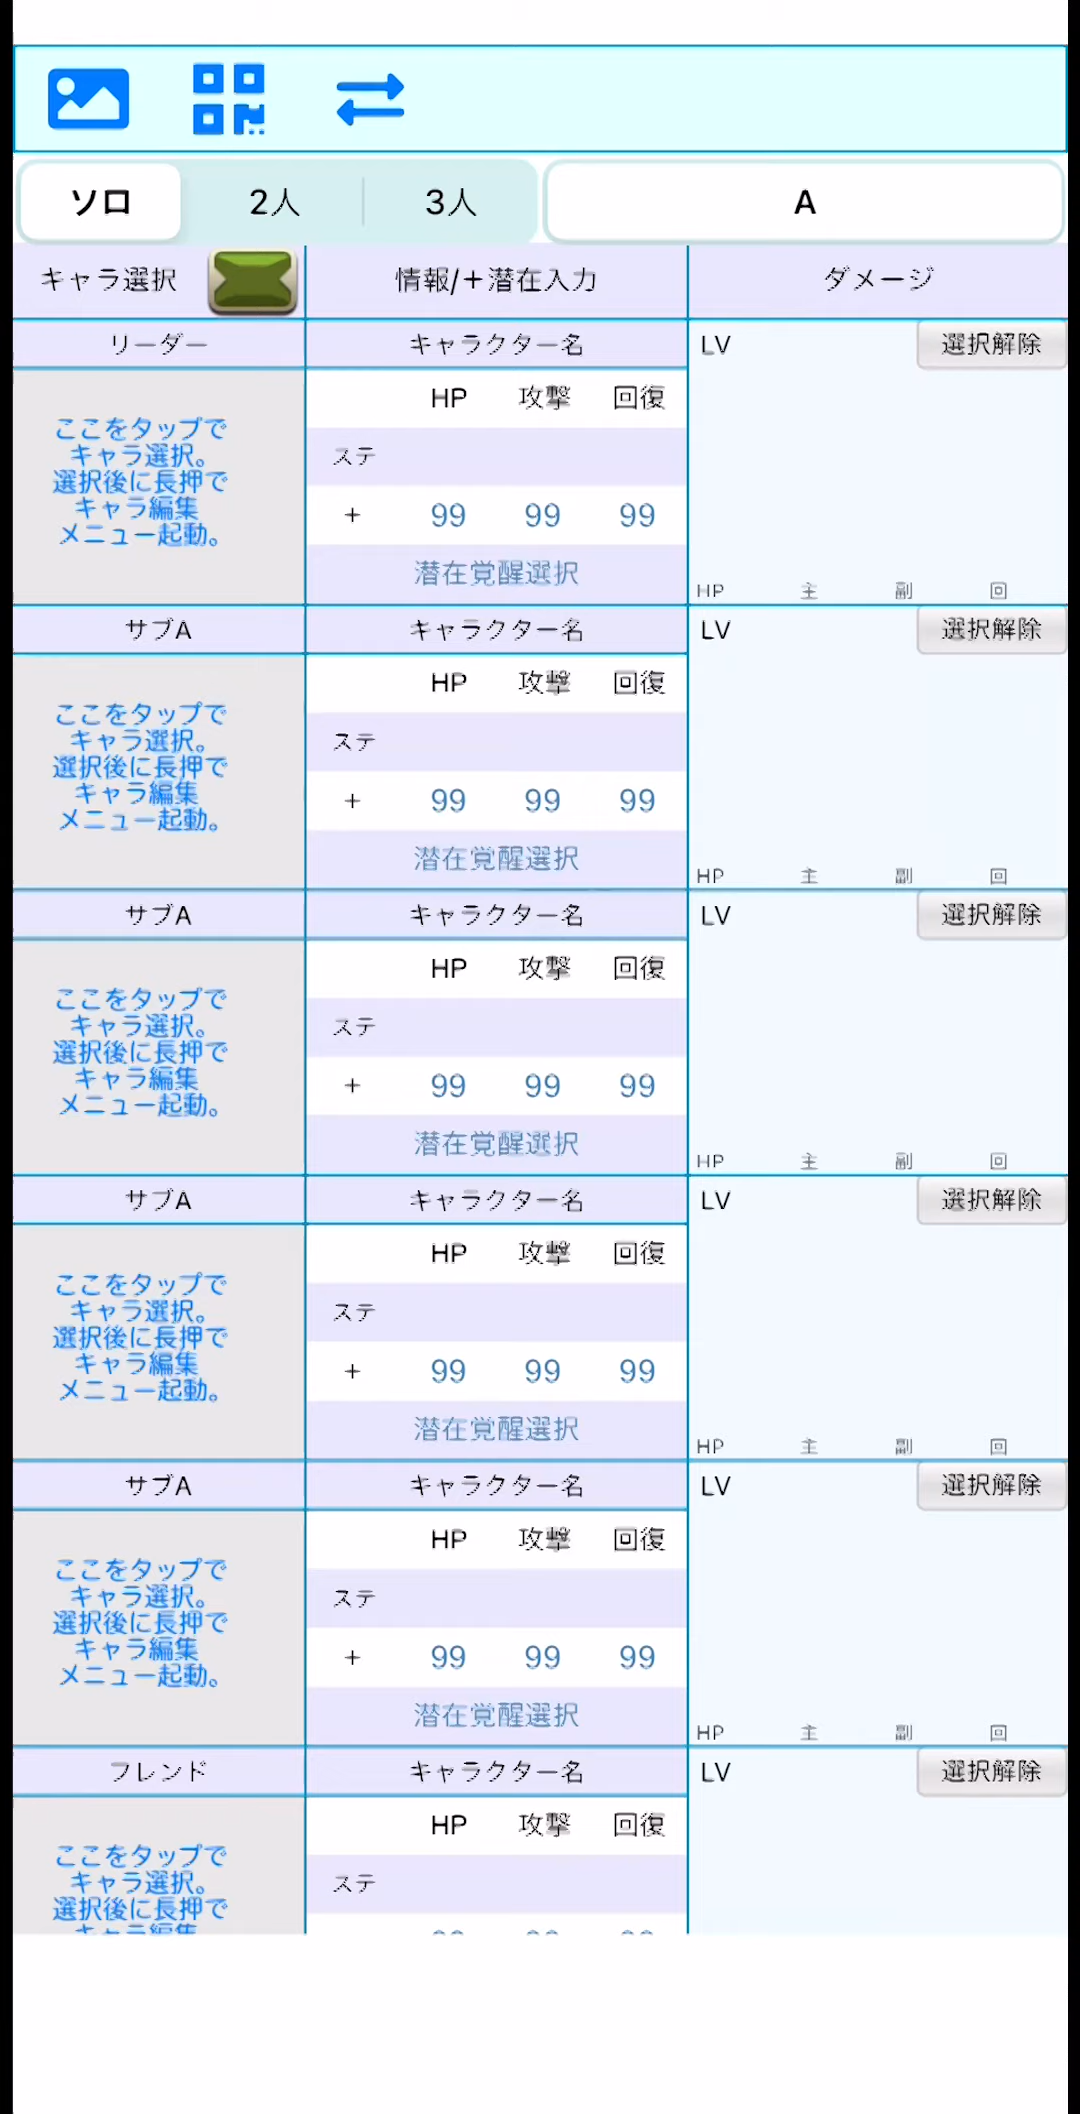 ソロ 2人 3人 A
キャラ選択 情報/+潜在入力 ダメージ
リーダー キャラクター名 LV 選択解除
HP 攻撃 回復
ここをタップで
キャラ選択。
選択後に長押で
キャラ編集
メニュー起動。
ステ
+ 99 99 99
潜在覚醒選択
HP 主 副 回
サブA キャラクター名 LV 選択解除
HP 攻撃 回復
ここをタップで
キャラ選択。
選択後に長押で
キャラ編集
メニュー起動。
ステ
+ 99 99 99
潜在覚醒選択
HP 主 副 回
サブA キャラクター名 LV 選択解除
HP 攻撃 回復
ここをタップで
キャラ選択。
選択後に長押で
キャラ編集
メニュー起動。
ステ
+ 99 99 99
潜在覚醒選択
HP 主 副 回
サブA キャラクター名 LV 選択解除
HP 攻撃 回復
ここをタップで
キャラ選択。
選択後に長押で
キャラ編集
メニュー起動。
ステ
+ 99 99 99
潜在覚醒選択
HP 主 副 回
サブA キャラクター名 LV 選択解除
HP 攻撃 回復
ここをタップで
キャラ選択。
選択後に長押で
キャラ編集
メニュー起動。
ステ
+ 99 99 99
潜在覚醒選択
HP 主 副 回
フレンド キャラクター名 LV 選択解除
HP 攻撃 回復
ここをタップで
キャラ選択。
選択後に長押で
ステ